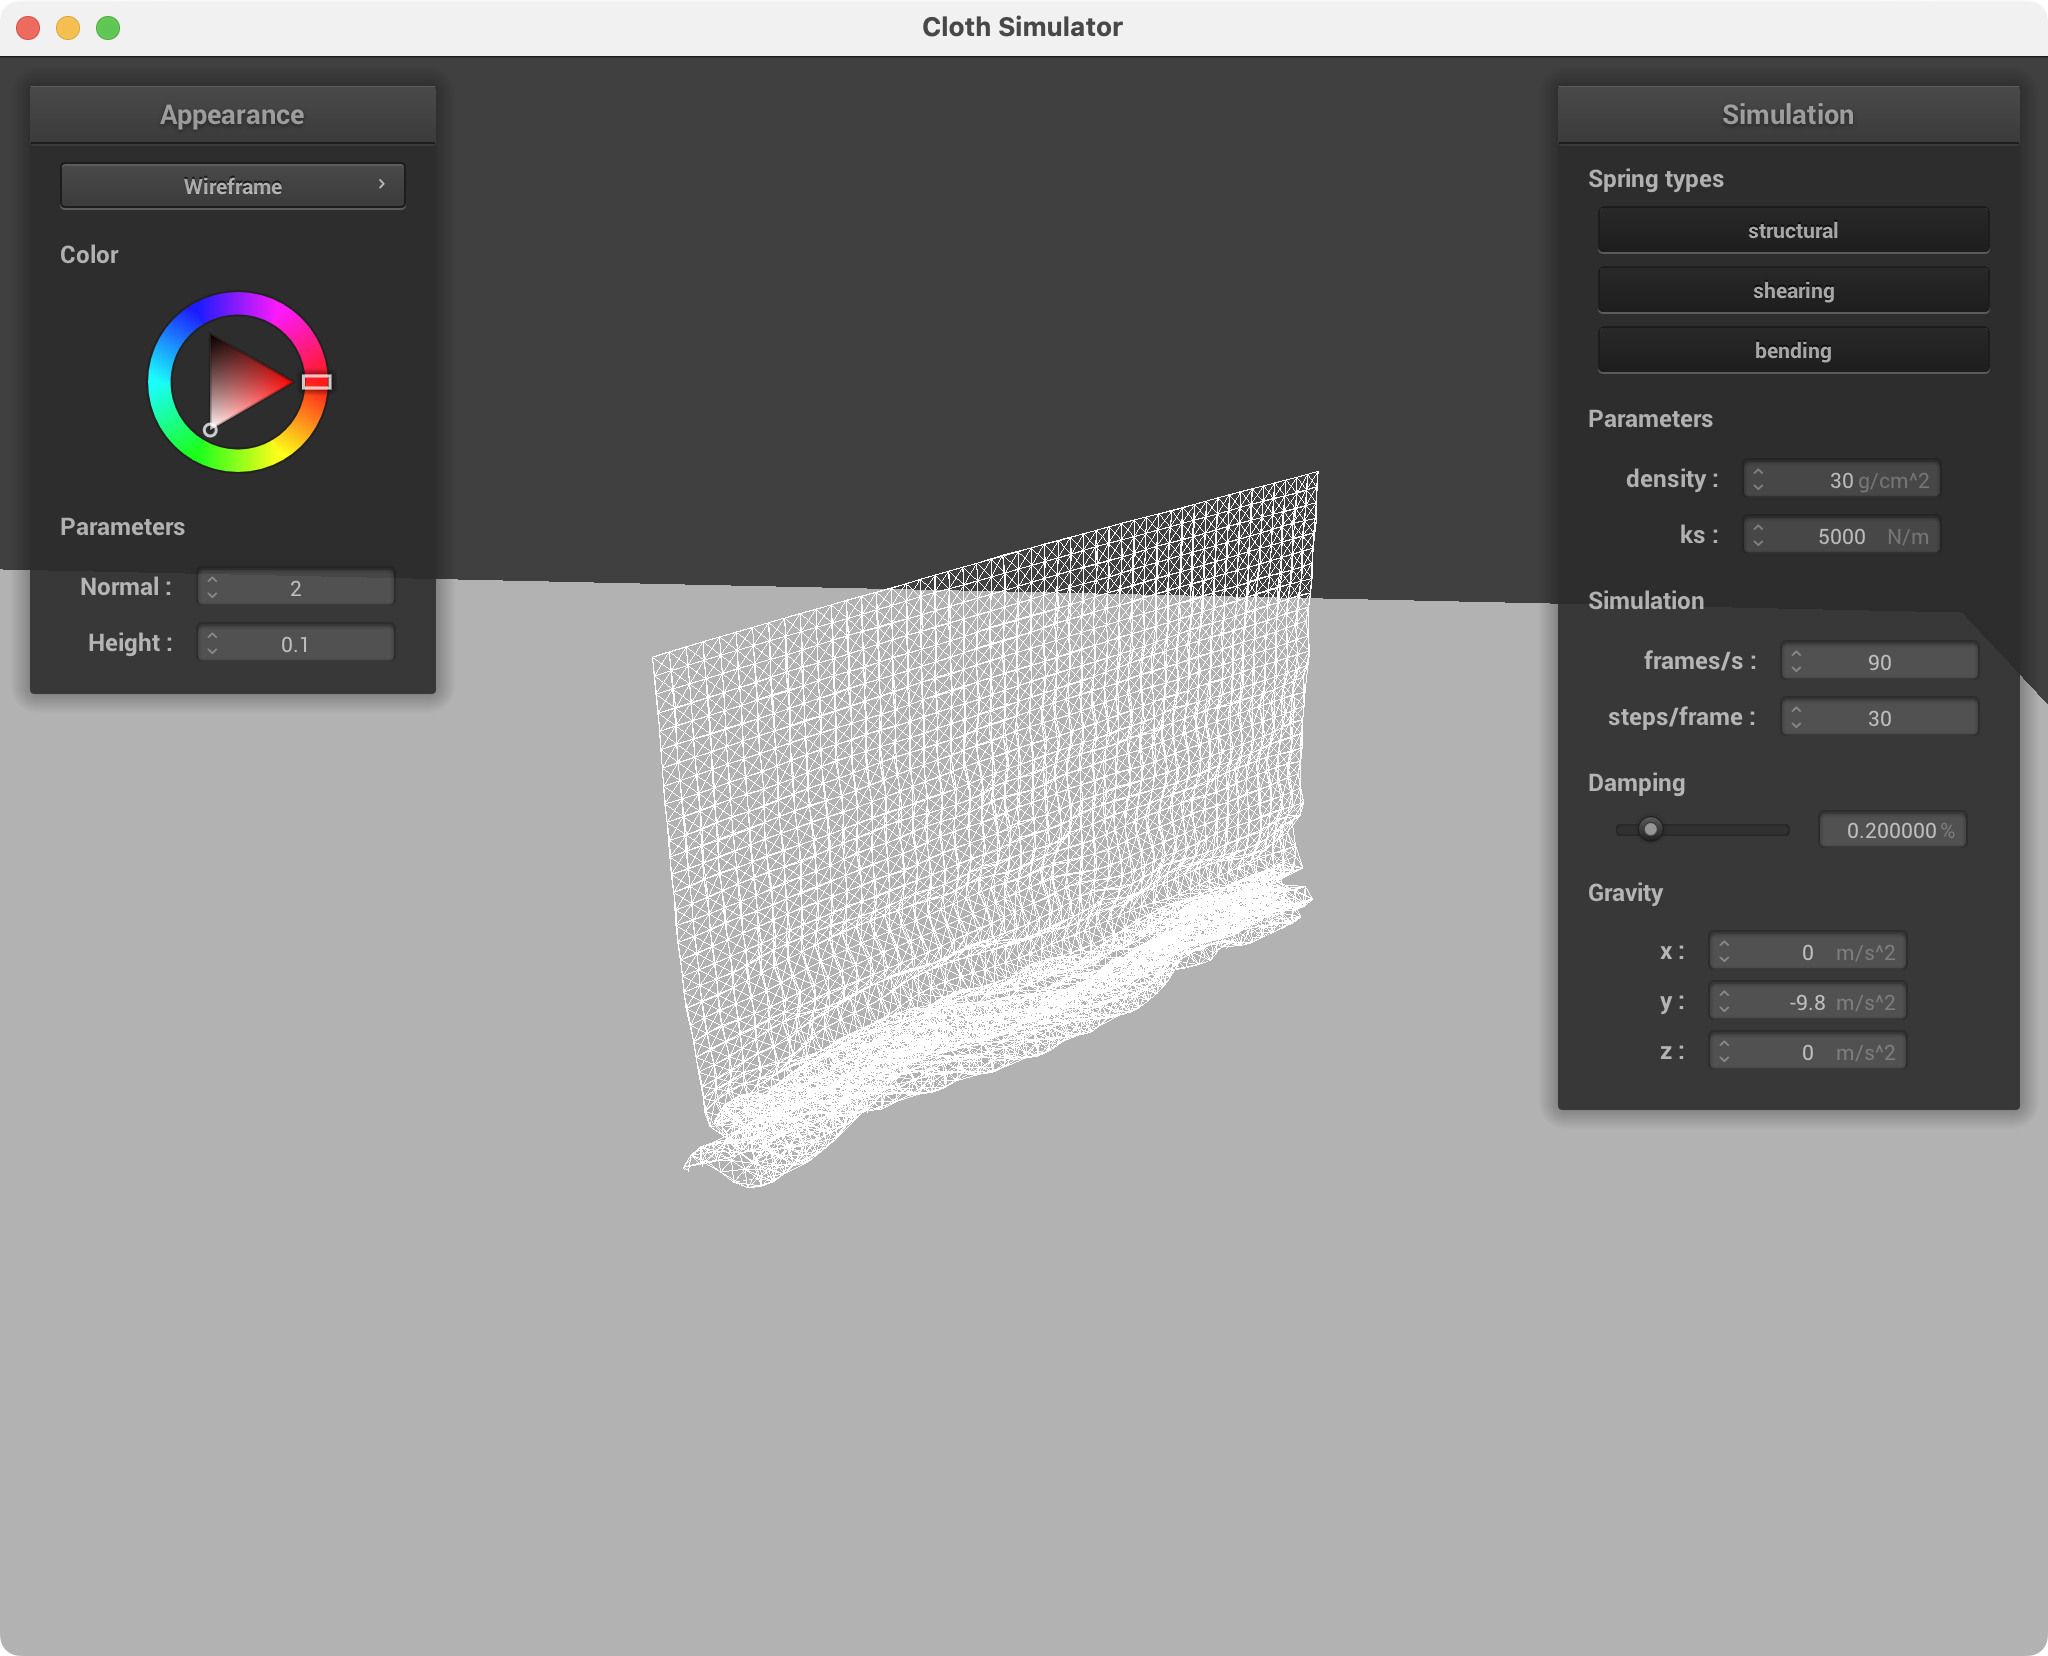 Cloth Simulator
Appearance
Wireframe
Color
Parameters
Normal : 2
Height : 0.1
Simulation
Spring types
structural
shearing
bending
Parameters
density : 30 g/cm^2
ks : 5000 N/m
Simulation
frames/s : 90
steps/frame : 30
Damping
0.200000 %
Gravity
x : 0 m/s^2
y : -9.8 m/s^2
z : 0 m/s^2